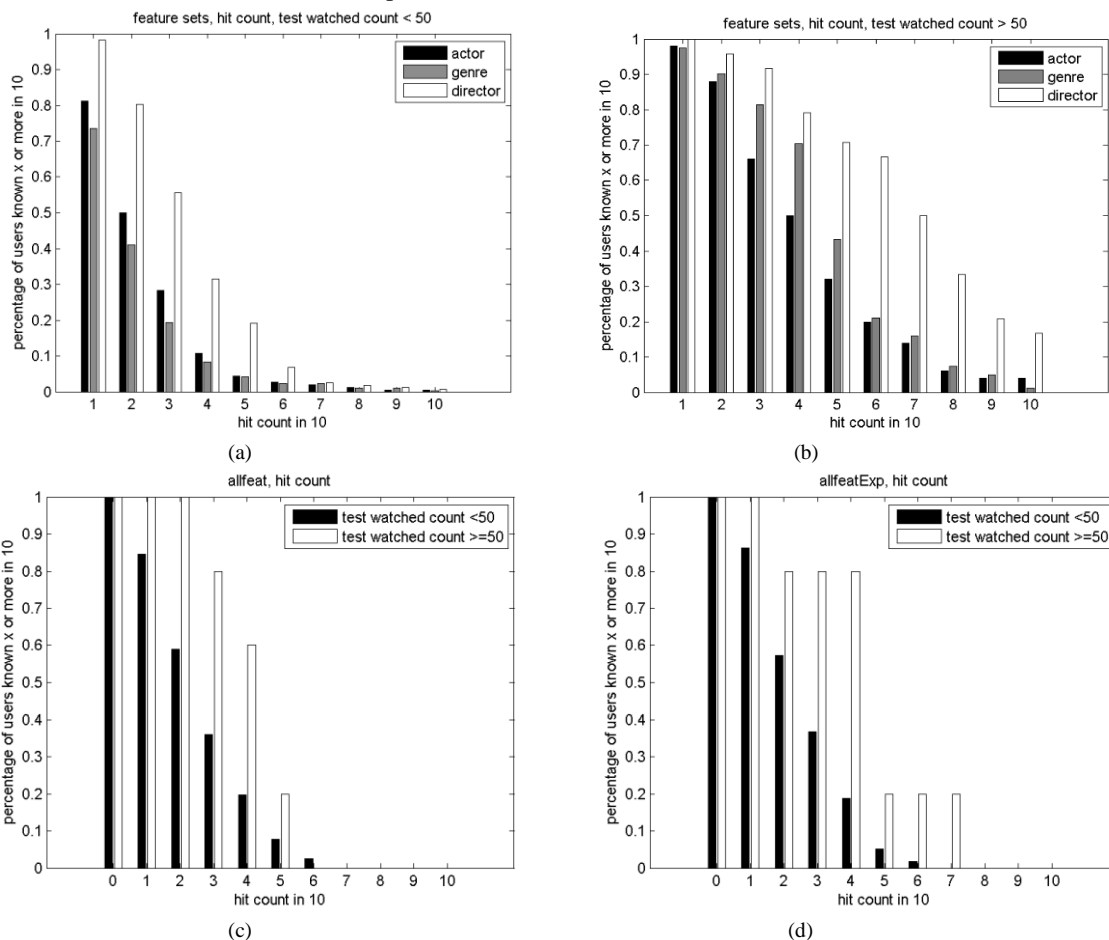 feature sets, hit count, test watched count < 50
percentage of users known x or more in 10
1
0.9
0.8
0.7
0.6
0.5
0.4
0.3
0.2
0.1
0
actor
genre
director
1 2 3 4 5 6 7 8 9 10
hit count in 10
(a)
feature sets, hit count, test watched count > 50
percentage of users known x or more in 10
1
0.9
0.8
0.7
0.6
0.5
0.4
0.3
0.2
0.1
0
actor
genre
director
1 2 3 4 5 6 7 8 9 10
hit count in 10
(b)
allfeat, hit count
percentage of users known x or more in 10
1
0.9
0.8
0.7
0.6
0.5
0.4
0.3
0.2
0.1
0
test watched count <50
test watched count >=50
0 1 2 3 4 5 6 7 8 9 10
hit count in 10
(c)
allfeatExp, hit count
percentage of users known x or more in 10
1
0.9
0.8
0.7
0.6
0.5
0.4
0.3
0.2
0.1
0
test watched count <50
test watched count >=50
0 1 2 3 4 5 6 7 8 9 10
hit count in 10
(d)